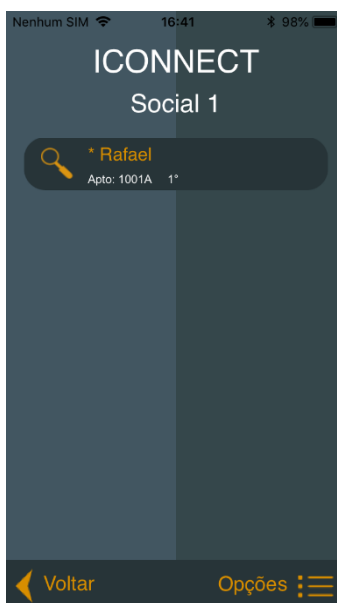 Nenhum SIM 16:41 98%
ICONNECT
Social 1
* Rafael
Apto: 1001A 1°
Voltar Opções